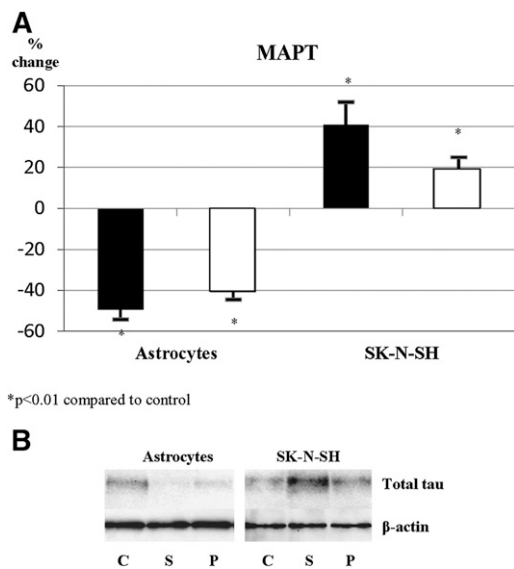 A
%
change
MAPT
60
40
20
0
-20
-40
-60
*
*
*
*
Astrocytes SK-N-SH
*p<0.01 compared to control
B
Astrocytes SK-N-SH
Total tau
β-actin
C S P C S P